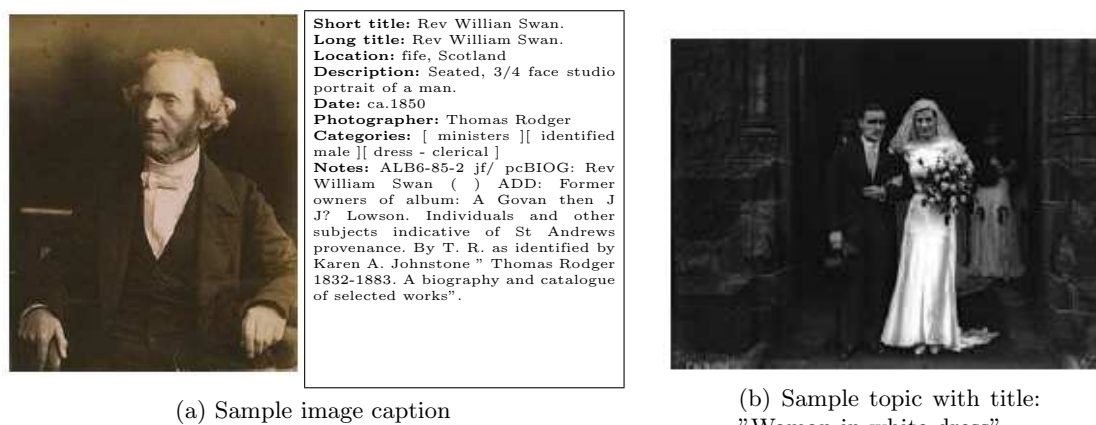 Short title: Rev Willian Swan.
Long title: Rev William Swan.
Location: fife, Scotland
Description: Seated, 3/4 face studio
portrait of a man.
Date: ca.1850
Photographer: Thomas Rodger
Categories: [ ministers ][ identified
male ][ dress - clerical ]
Notes: ALB6-85-2 jf/ pcBIOG: Rev
William Swan ( ) ADD: Former
owners of album: A Govan then J
J? Lowson. Individuals and other
subjects indicative of St Andrews
provenance. By T. R. as identified by
Karen A. Johnstone " Thomas Rodger
1832-1883. A biography and catalogue
of selected works".
(a) Sample image caption
(b) Sample topic with title:
"Woman in white dress"